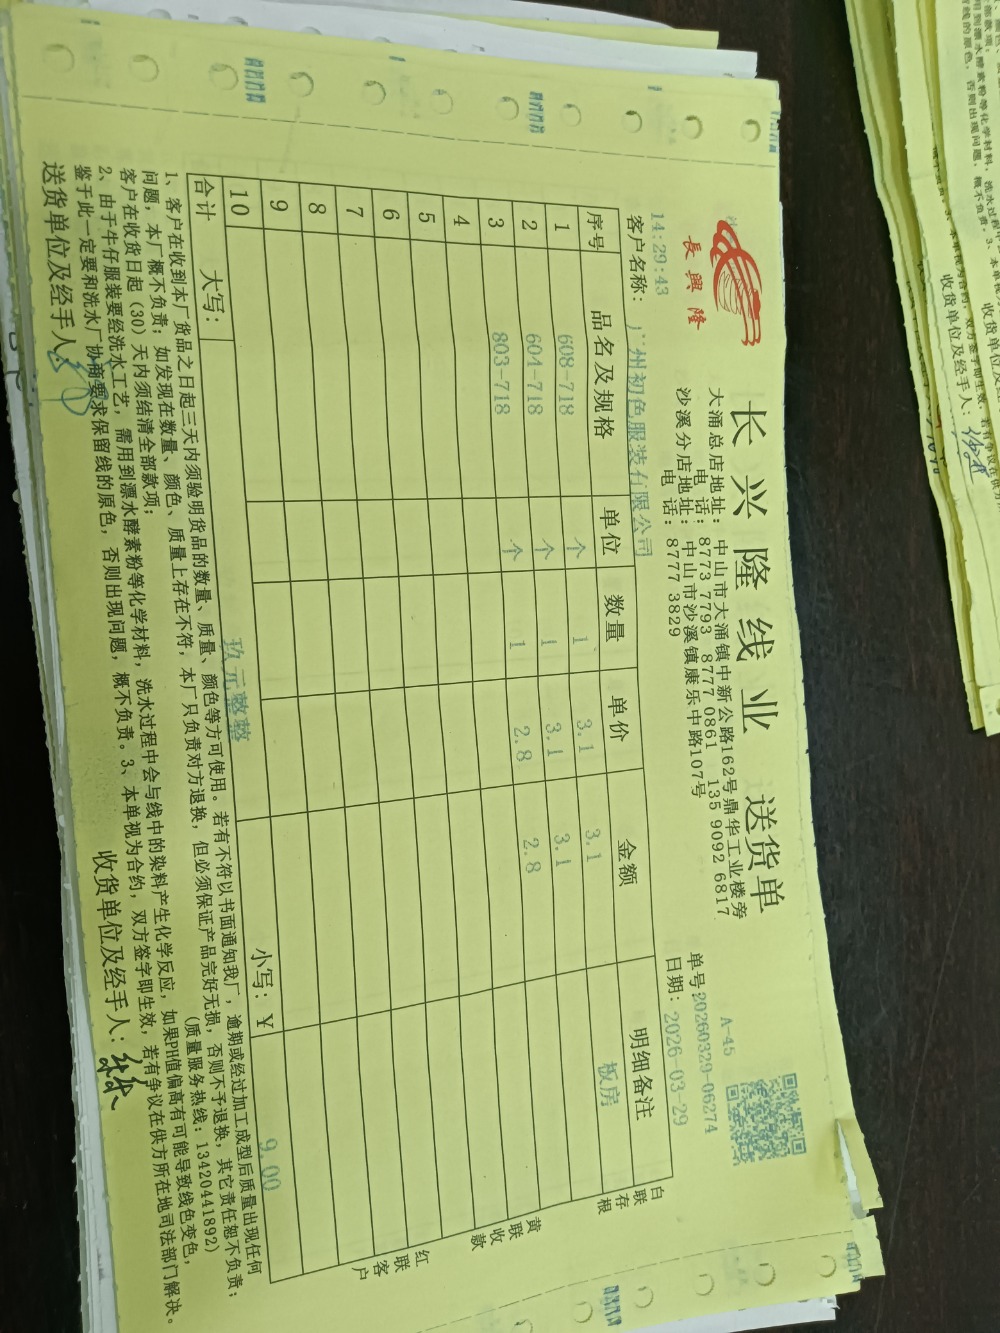 長興隆
长兴隆线业 送货单
大涌总店地址：中山市大涌镇中新公路162号鼎华工业楼旁
电 话：8773 7793 8777 0861 135 9092 6817
沙溪分店地址：中山市沙溪镇康乐中路107号
电 话：8777 3829
A-45
单号：20260329-06274
日期：2026-03-29
14:29:43
客户名称：广州初色服装有限公司
序号 品名及规格 单位 数量 单价 金额 明细备注
1 608-718 个 1 3.1 3.1 板房
2 604-718 个 1 3.1 3.1
3 803-718 个 1 2.8 2.8
4
5
6
7
8
9
10
合计 大写：玖元整整 小写：¥ 9.00
白联存根
黄联收款
红联客户
1、客户在收到本厂货品之日起三天内须验明货品的数量、质量、颜色等方可使用。若有不符以书面通知我厂，逾期或经过加工成型后质量出现任何
问题，本厂概不负责；如发现在数量、颜色、质量上存在不符，本厂只负责对方退换，但必须保证产品完好无损，否则不予退换，其它责任恕不负责；
客户在收货日起（30）天内须结清全部款项； （质量服务热线：13420441892）
2、由于牛仔服装要经洗水工艺，需用到漂水酵素粉等化学材料，洗水过程中会与线中的染料产生化学反应，如果PH值偏高有可能导致线色变色，
鉴于此一定要和洗水厂协商要求保留线的原色，否则出现问题，概不负责。3、本单视为合约，双方签字即生效，若有争议在供方所在地司法部门解决。
送货单位及经手人： 收货单位及经手人：
收货单位及经手人：